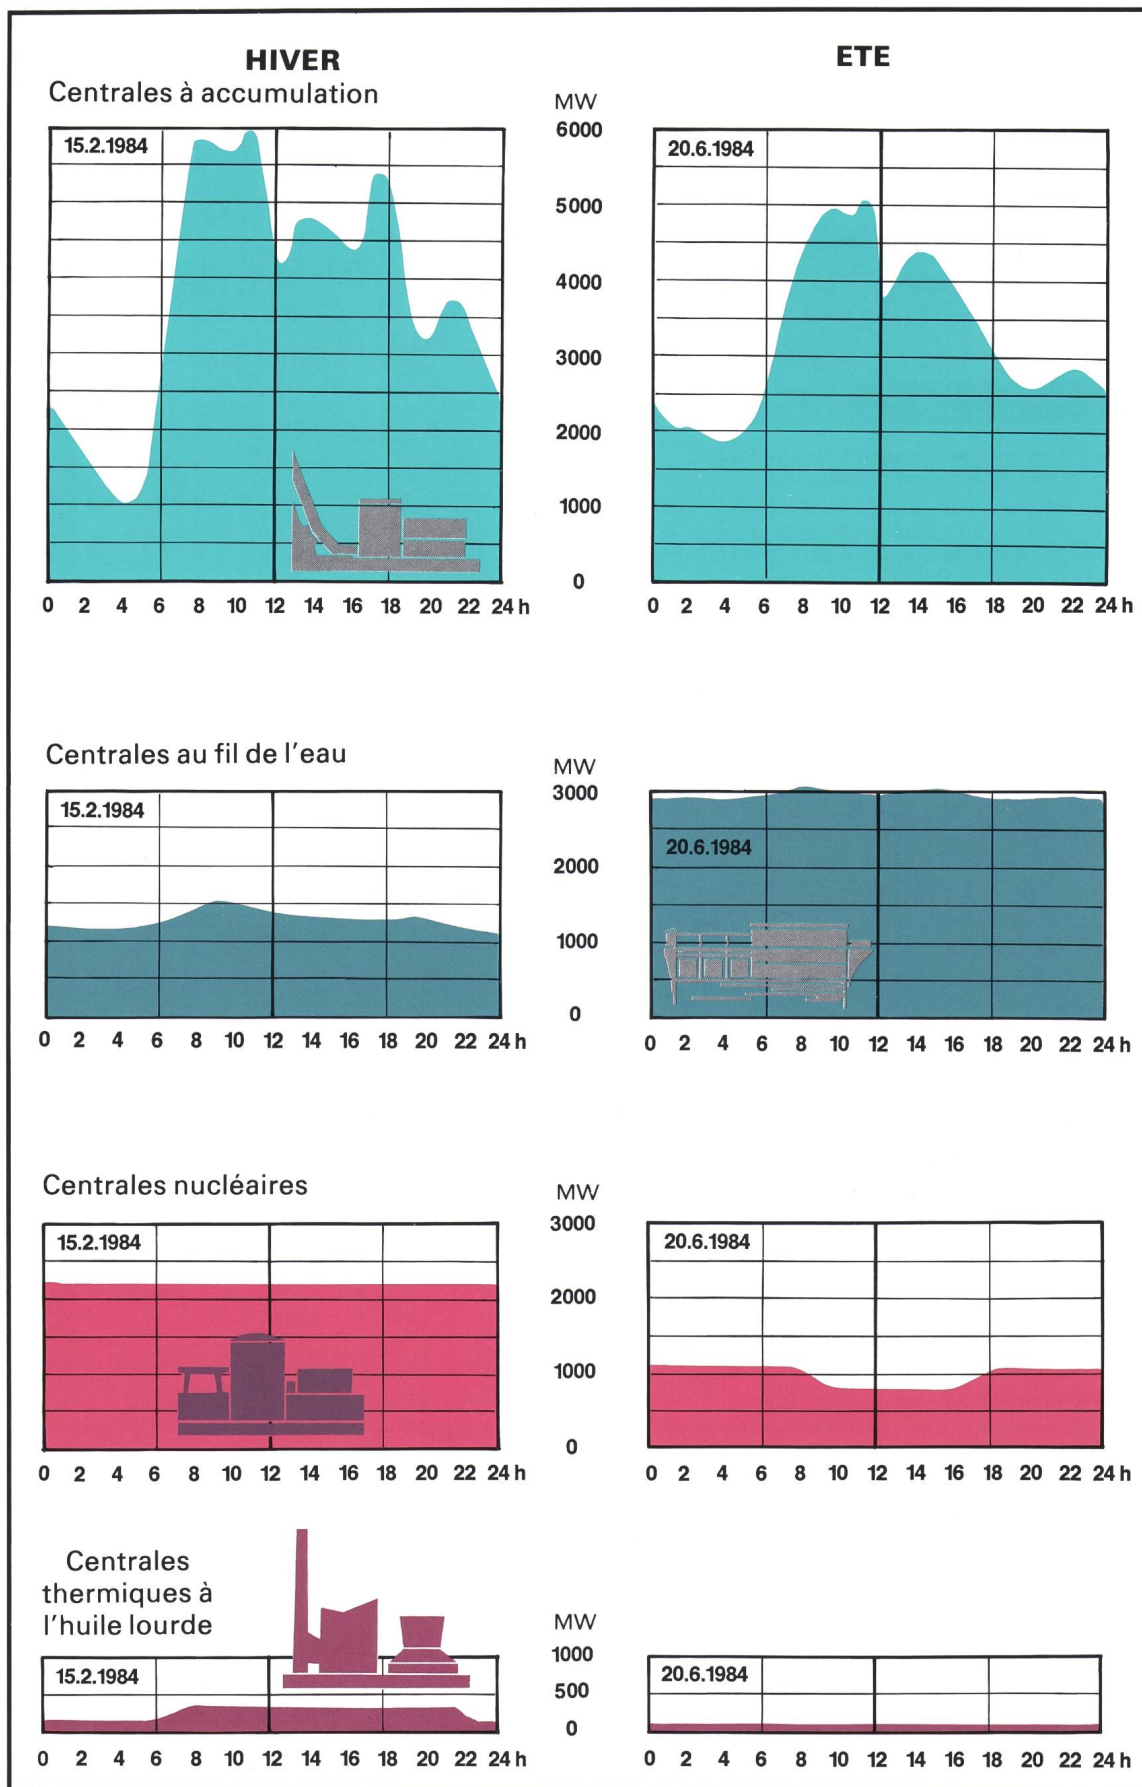 HIVER
ETE
Centrales à accumulation
MW
15.2.1984
20.6.1984
6000
5000
4000
3000
2000
1000
0
0 2 4 6 8 10 12 14 16 18 20 22 24 h
0 2 4 6 8 10 12 14 16 18 20 22 24 h
Centrales au fil de l'eau
MW
15.2.1984
20.6.1984
3000
2000
1000
0
0 2 4 6 8 10 12 14 16 18 20 22 24 h
0 2 4 6 8 10 12 14 16 18 20 22 24 h
Centrales nucléaires
MW
15.2.1984
20.6.1984
3000
2000
1000
0
0 2 4 6 8 10 12 14 16 18 20 22 24 h
0 2 4 6 8 10 12 14 16 18 20 22 24 h
Centrales
thermiques à
l'huile lourde
MW
15.2.1984
20.6.1984
1000
500
0
0 2 4 6 8 10 12 14 16 18 20 22 24 h
0 2 4 6 8 10 12 14 16 18 20 22 24 h